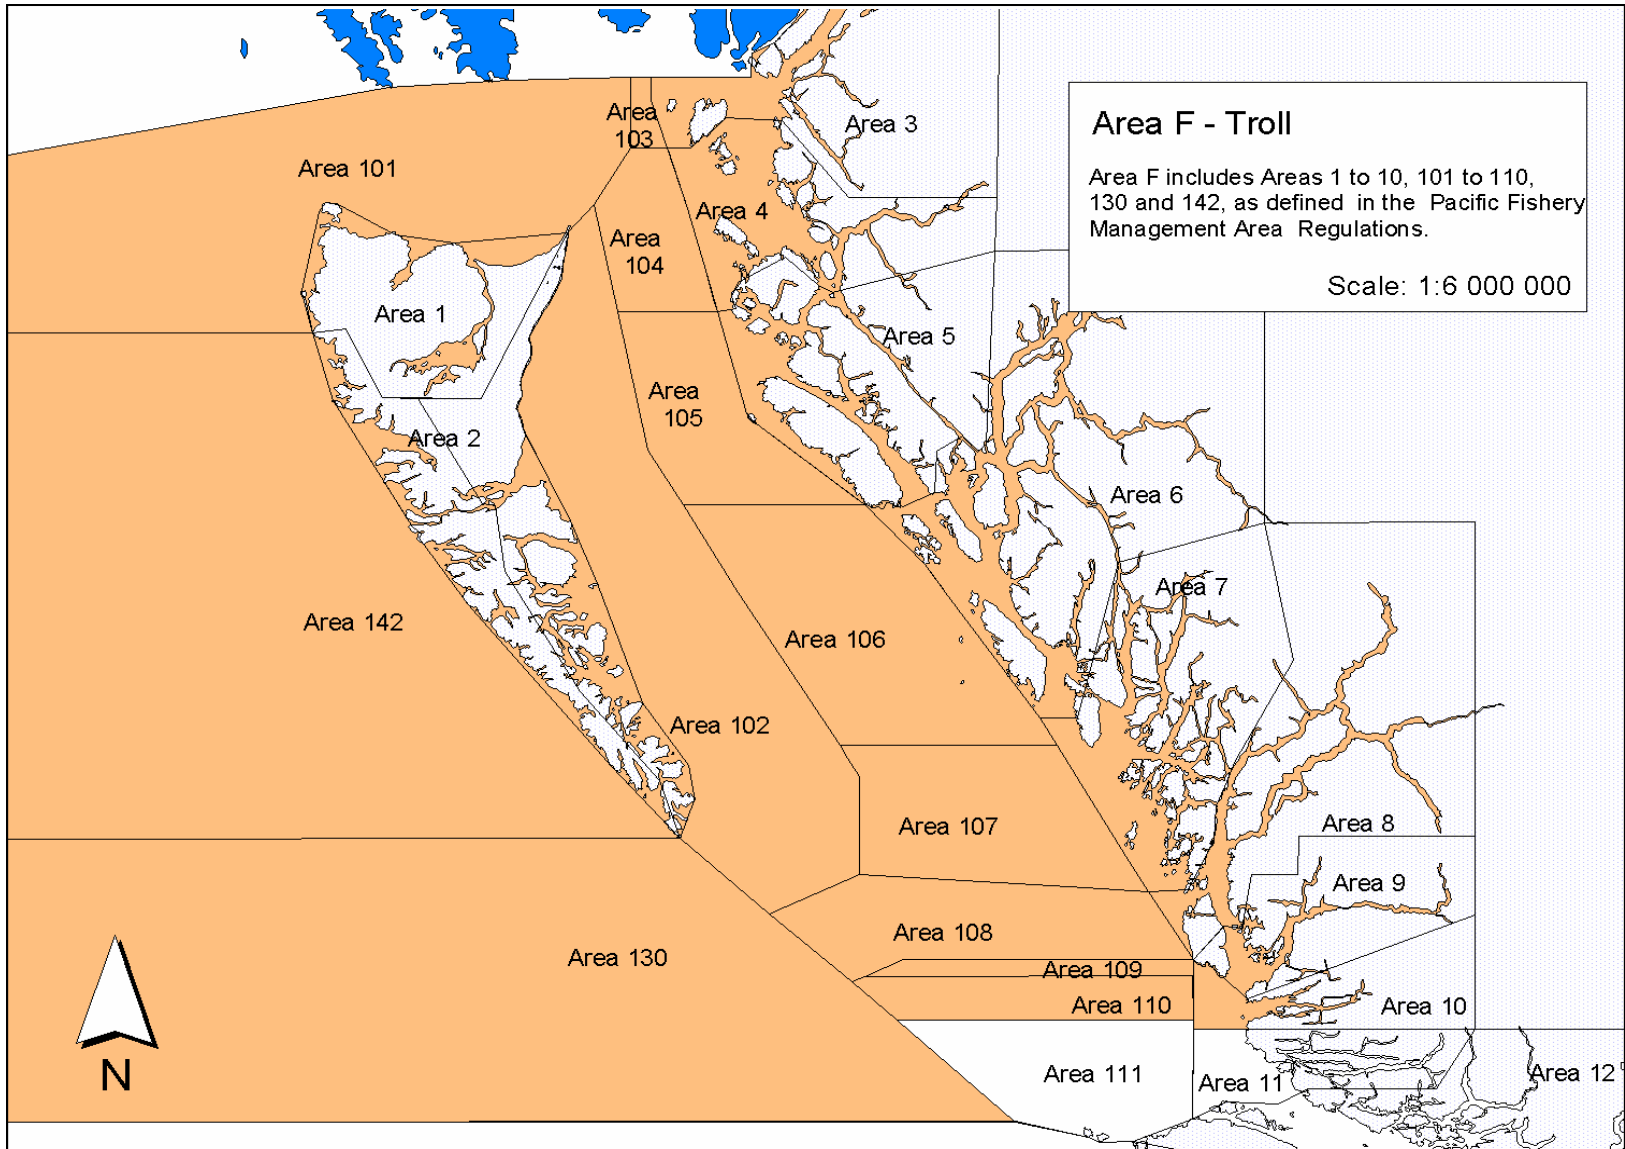 Area F - Troll
Area F includes Areas 1 to 10, 101 to 110,
130 and 142, as defined in the Pacific Fishery
Management Area Regulations.
Scale: 1:6 000 000
Area
103
Area 3
Area 101
Area 4
Area
104
Area 1
Area 5
Area
105
Area 2
Area 6
Area 7
Area 142
Area 106
Area 102
Area 107
Area 8
Area 9
Area 108
Area 130
Area 109
Area 110
Area 10
N
Area 111
Area 11
Area 12